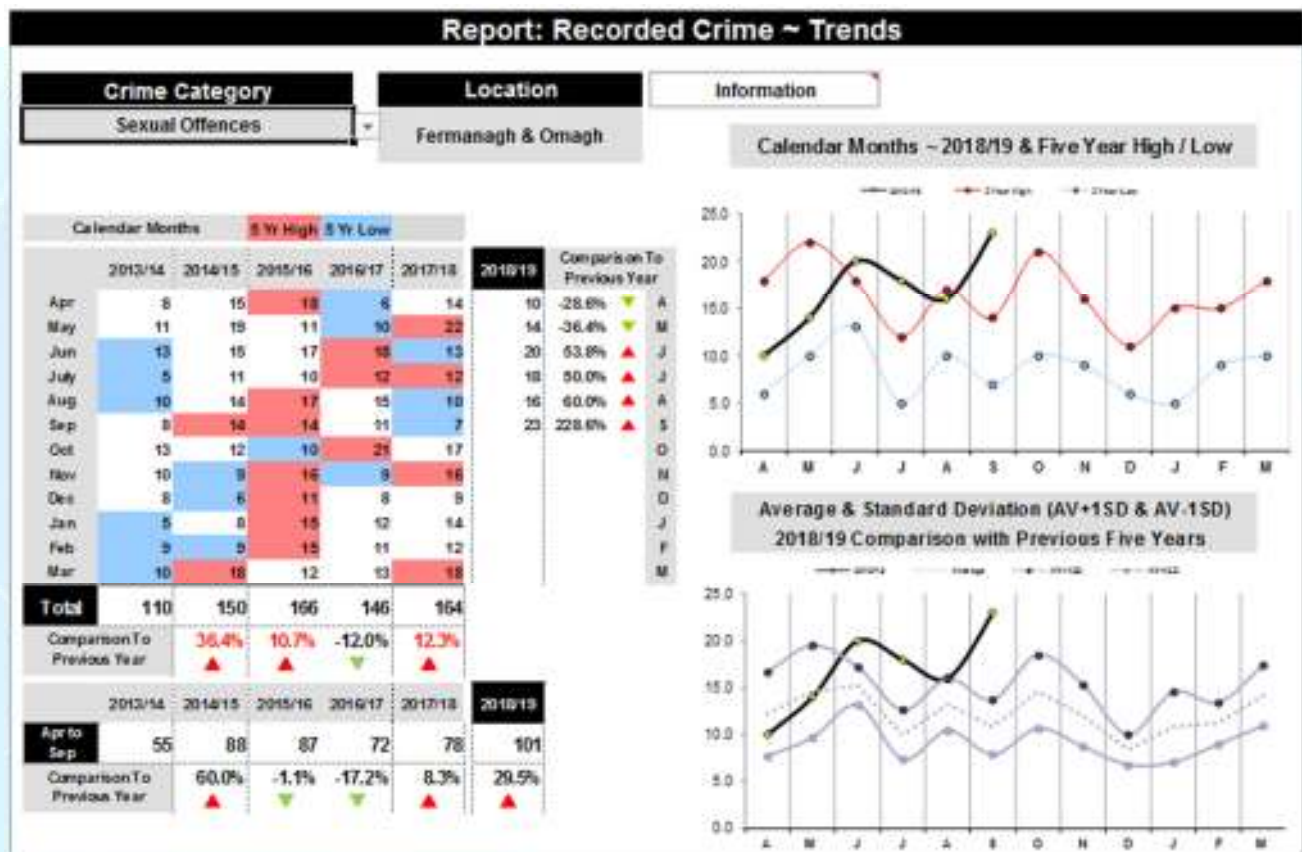 Report: Recorded Crime ~ Trends
Crime Category
Location
Information
Sexual Offences
Fermanagh & Omagh
Calendar Months ~ 2018/19 & Five Year High / Low
25.0
20.0
15.0
10.0
5.0
0.0
A M J J A S O N D J F M
Calendar Months 5 Yr High 5 Yr Low
2013/14 2014/15 2015/16 2016/17 2017/18 2018/19 Comparison To Previous Year
Apr 8 15 18 6 14 10 -28.6% A
May 11 19 11 10 22 14 -36.4% M
Jun 13 15 17 18 13 20 53.8% J
July 5 11 10 12 12 18 50.0% J
Aug 10 14 17 15 10 16 60.0% A
Sep 8 14 14 11 7 23 228.6% S
Oct 13 12 10 21 17 O
Nov 10 9 16 9 16 N
Dec 8 6 11 8 9 D
Jan 5 8 15 12 14 J
Feb 9 9 15 11 12 F
Mar 10 18 12 13 18 M
Total 110 150 166 146 164
Comparison To Previous Year 36.4% 10.7% -12.0% 12.3%
2013/14 2014/15 2015/16 2016/17 2017/18 2018/19
Apr to Sep 55 88 87 72 78 101
Comparison To Previous Year 60.0% -1.1% -17.2% 8.3% 29.5%
Average & Standard Deviation (AV+1SD & AV-1SD)
2018/19 Comparison with Previous Five Years
Average
25.0
20.0
15.0
10.0
5.0
0.0
A M J J A S O N D J F M